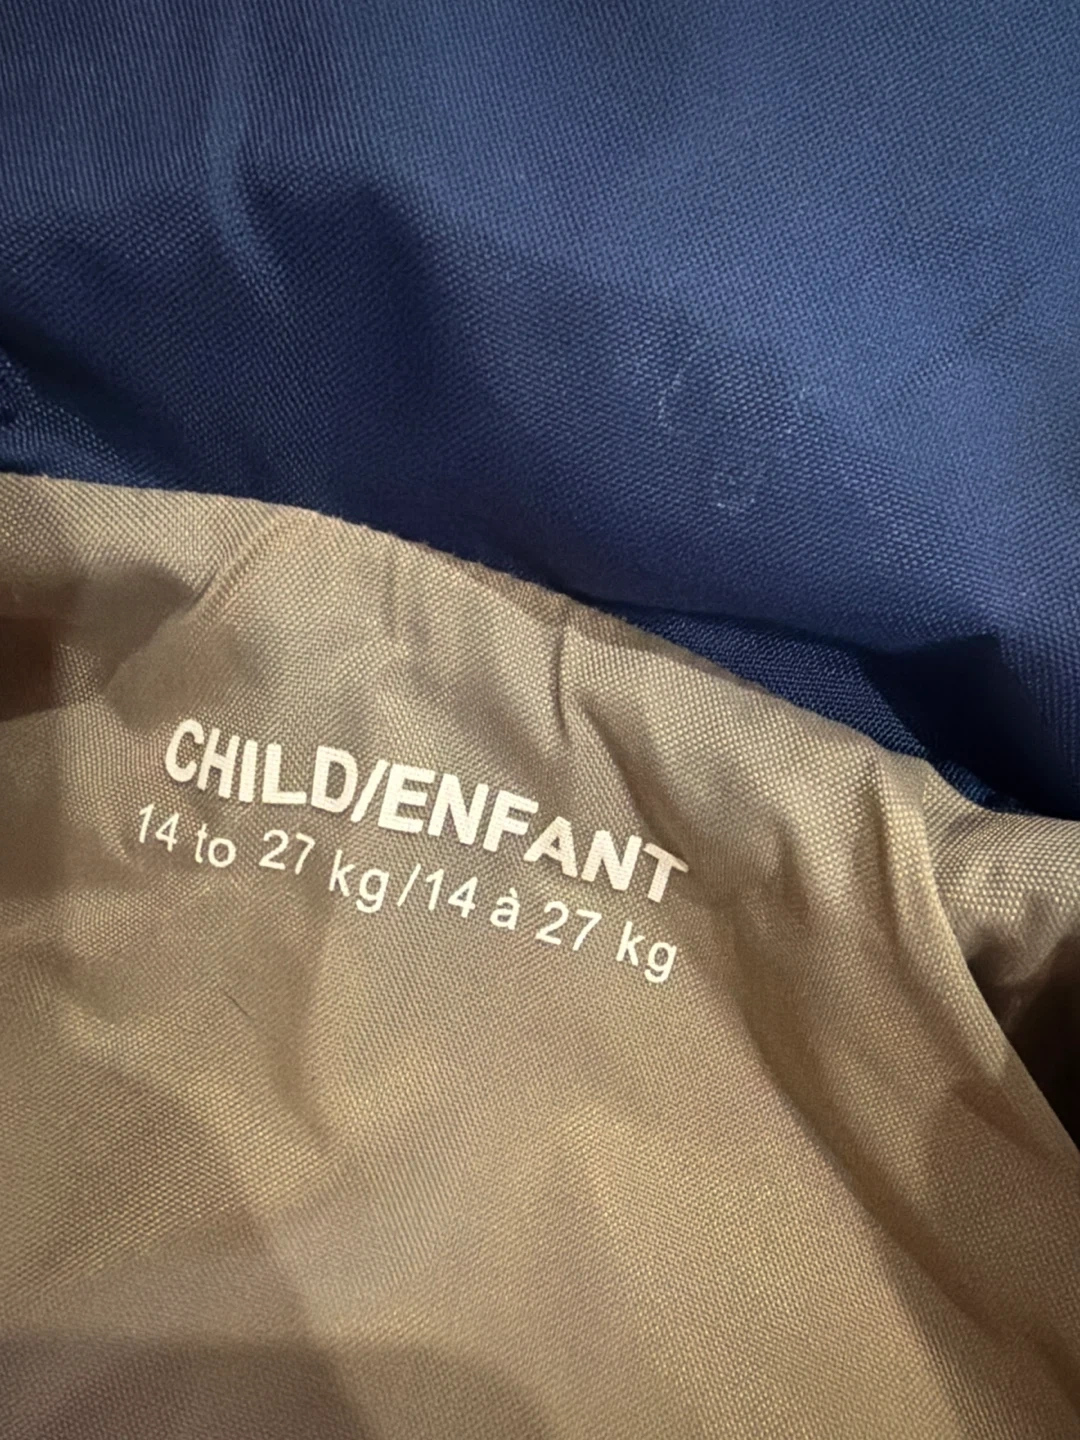 CHILD/ENFANT
14 to 27 kg/14 à 27 kg